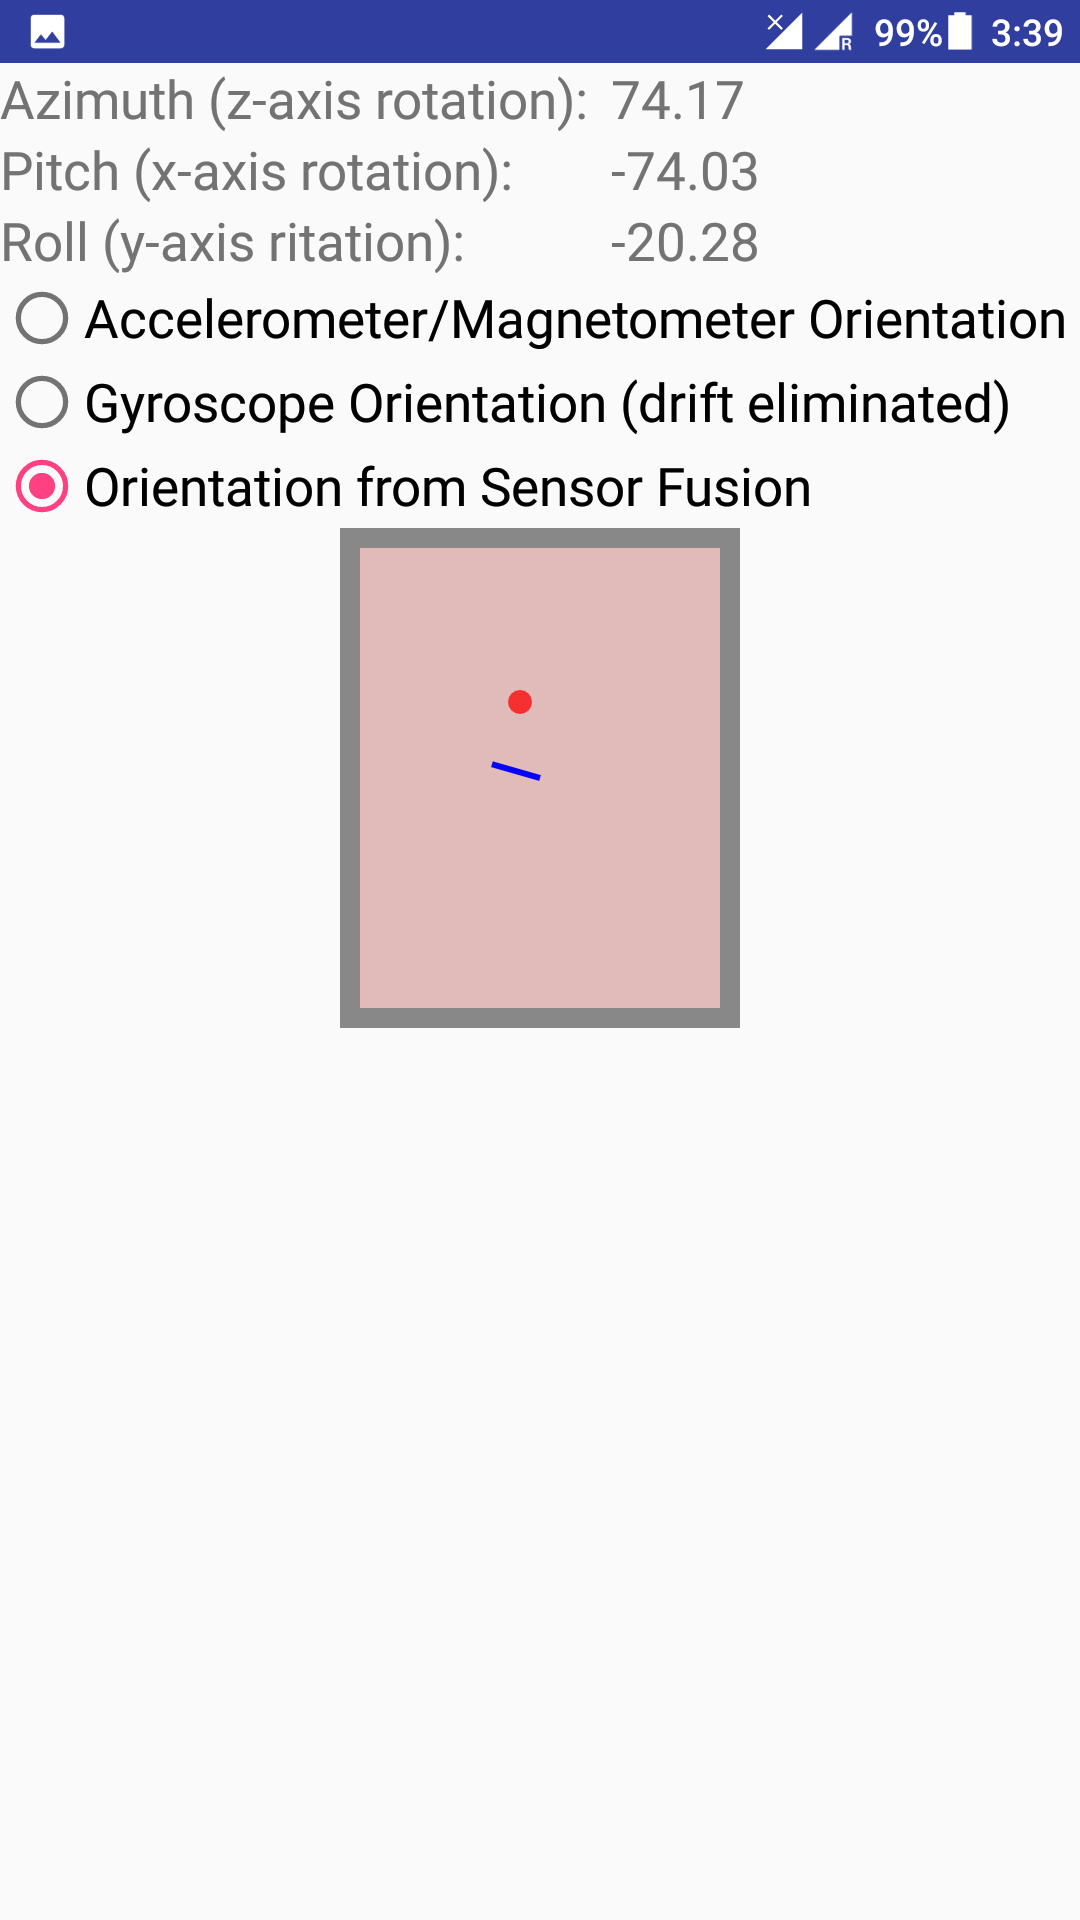 99% 3:39
Azimuth (z-axis rotation): 74.17
Pitch (x-axis rotation): -74.03
Roll (y-axis ritation): -20.28
Accelerometer/Magnetometer Orientation
Gyroscope Orientation (drift eliminated)
Orientation from Sensor Fusion